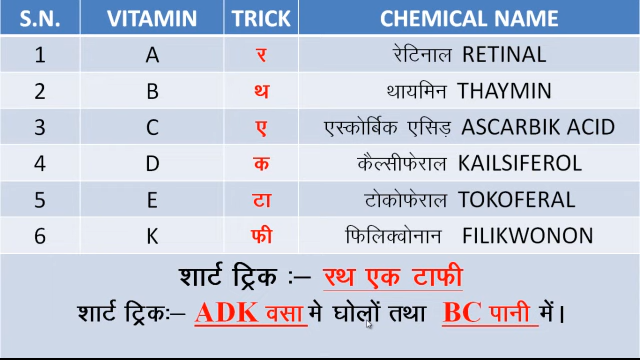 S.N. VITAMIN TRICK CHEMICAL NAME
1 A र रेटिनाल RETINAL
2 B थ थायमिन THAYMIN
3 C ए एस्कोर्बिक एसिड़ ASCARBIK ACID
4 D क कैल्सीफेराल KAILSIFEROL
5 E टा टोकोफेराल TOKOFERAL
6 K फी फिलिक्वोनान FILIKWONON
शार्ट ट्रिक :– रथ एक टाफी
शार्ट ट्रिक:– ADK वसा मे घोलों तथा BC पानी में।